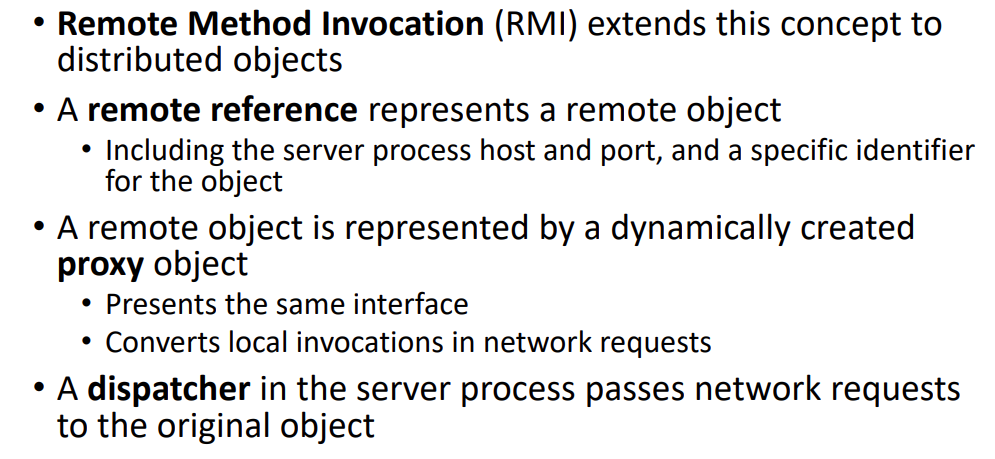 • Remote Method Invocation (RMI) extends this concept to
distributed objects
• A remote reference represents a remote object
• Including the server process host and port, and a specific identifier
for the object
• A remote object is represented by a dynamically created
proxy object
• Presents the same interface
• Converts local invocations in network requests
• A dispatcher in the server process passes network requests
to the original object